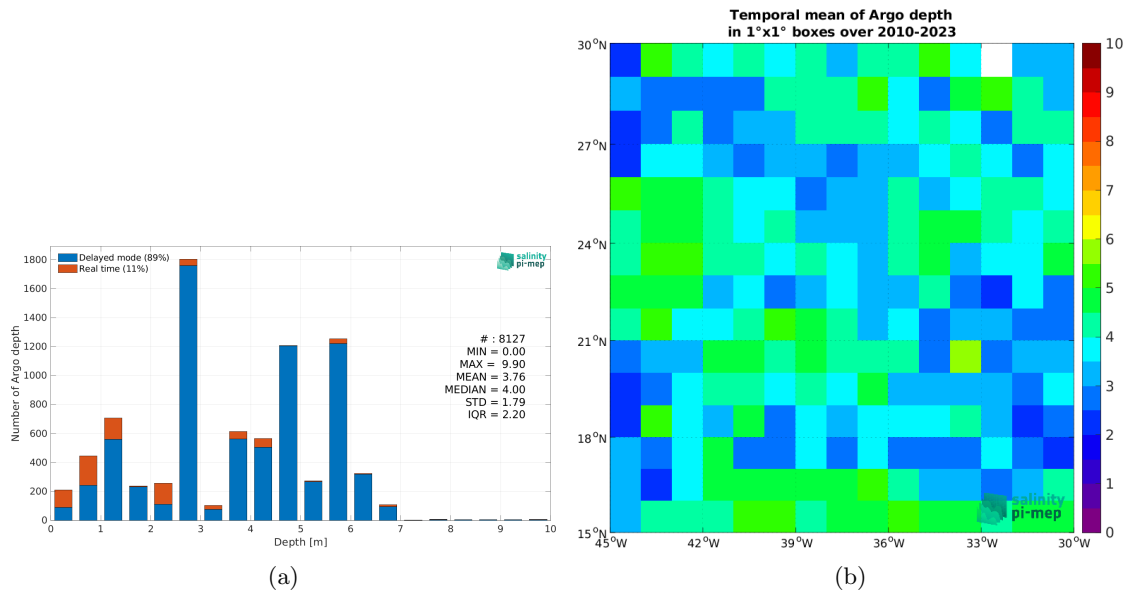 Delayed mode (89%)
Real time (11%)
salinity
pi-mep
Number of Argo depth
1800
1600
1400
1200
1000
800
600
400
200
0
# : 8127
MIN = 0.00
MAX = 9.90
MEAN = 3.76
MEDIAN = 4.00
STD = 1.79
IQR = 2.20
0 1 2 3 4 5 6 7 8 9 10
Depth [m]
(a)
Temporal mean of Argo depth
in 1°x1° boxes over 2010-2023
30°N
27°N
24°N
21°N
18°N
15°N
45°W 42°W 39°W 36°W 33°W 30°W
salinity
pi-mep
10
9
8
7
6
5
4
3
2
1
0
(b)